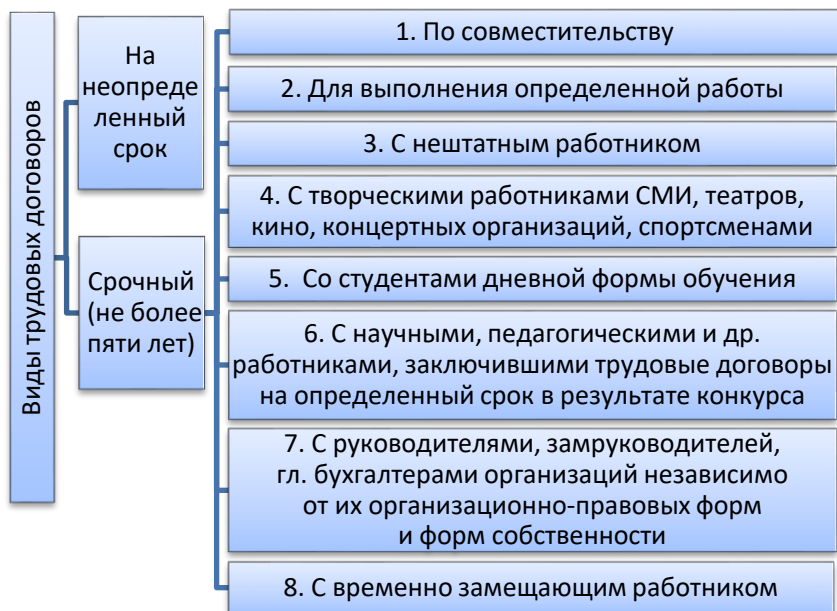 Виды трудовых договоров
На
неопреде
ленный
срок
Срочный
(не более
пяти лет)
1. По совместительству
2. Для выполнения определенной работы
3. С нештатным работником
4. С творческими работниками СМИ, театров,
кино, концертных организаций, спортсменами
5. Со студентами дневной формы обучения
6. С научными, педагогическими и др.
работниками, заключившими трудовые договоры
на определенный срок в результате конкурса
7. С руководителями, замруководителей,
гл. бухгалтерами организаций независимо
от их организационно-правовых форм
и форм собственности
8. С временно замещающим работником